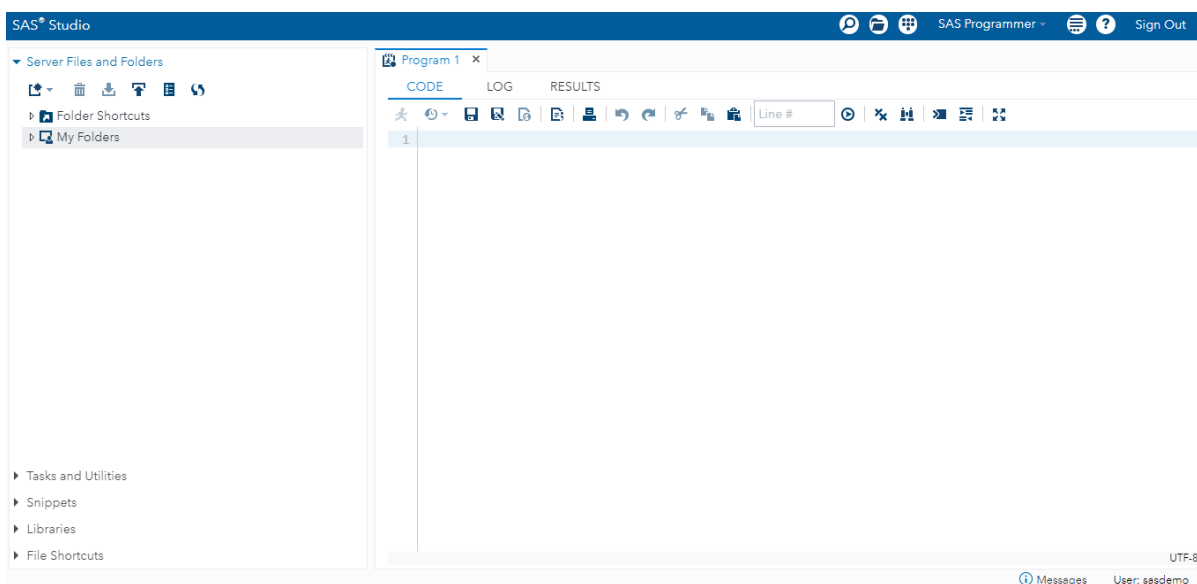 SAS® Studio
SAS Programmer
Sign Out
Server Files and Folders
Folder Shortcuts
My Folders
Tasks and Utilities
Snippets
Libraries
File Shortcuts
Program 1
CODE LOG RESULTS
Line #
1
UTF-8
Messages User: sasdemo